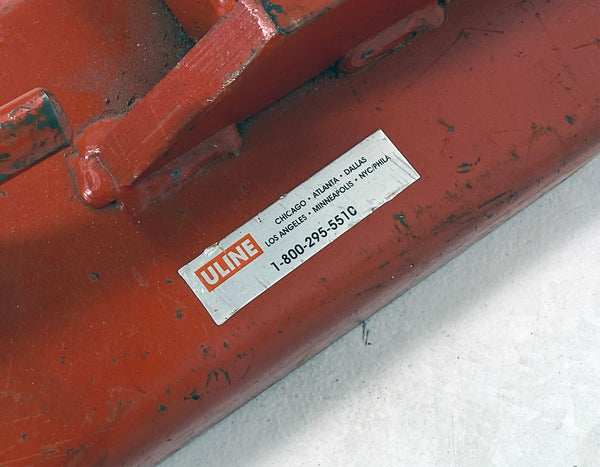 ULINE
CHICAGO • ATLANTA • DALLAS
LOS ANGELES • MINNEAPOLIS • NYC/PHILA
1-800-295-5510